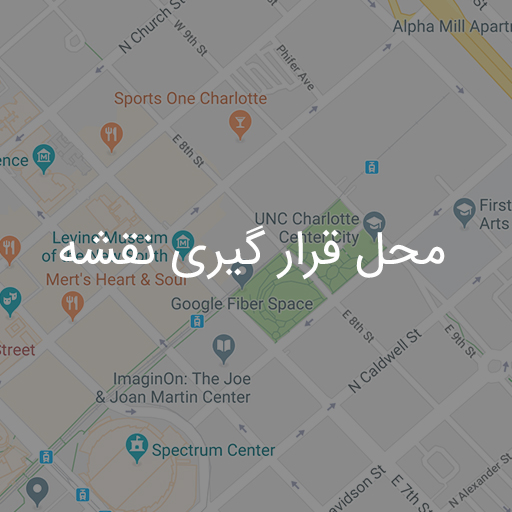 Alpha Mill Apartr
N Church St
W 9th St
Phifer Ave
Sports One Charlotte
E 8th St
ence
First
Arts
UNC Charlotte
Center City
Levine Museum
of the New South
محل قرار گیری نقشه
Mert's Heart & Soul
Google Fiber Space
E 8th St
E 9th St
Street
N Caldwell St
ImaginOn: The Joe
& Joan Martin Center
Spectrum Center
N Alexander St
Davidson St
E 7th St